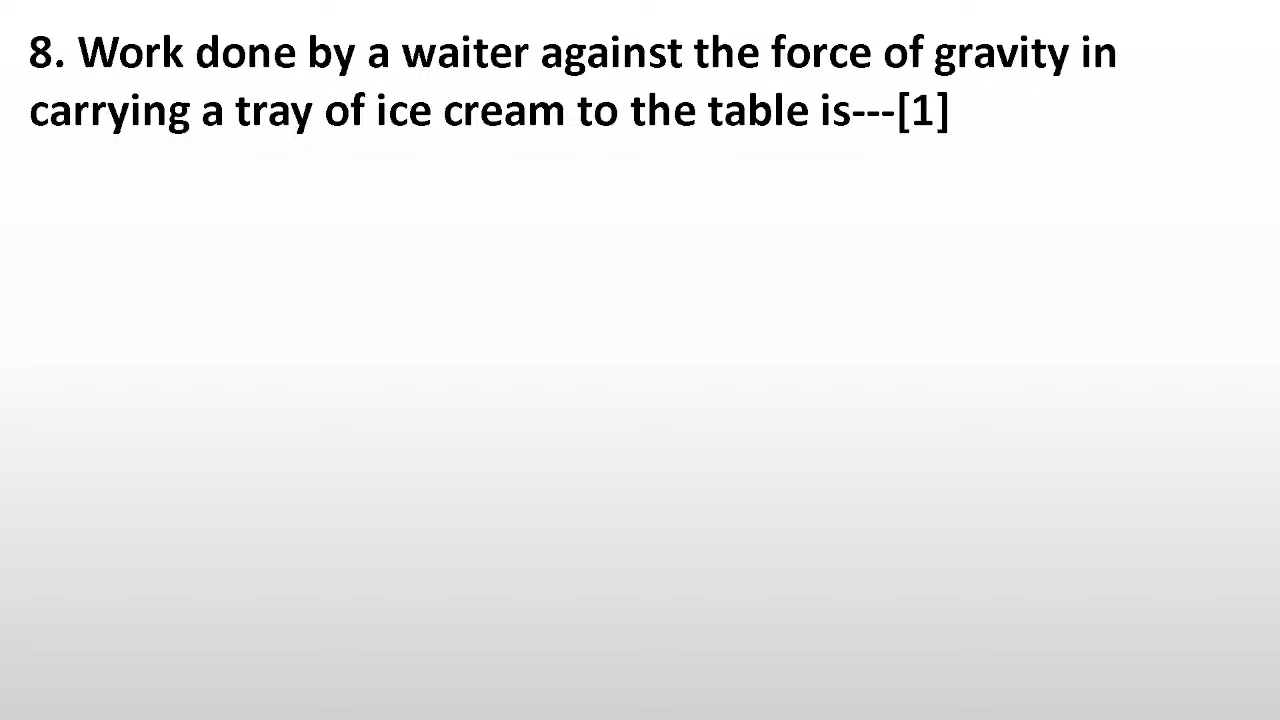 8. Work done by a waiter against the force of gravity in
carrying a tray of ice cream to the table is---[1]